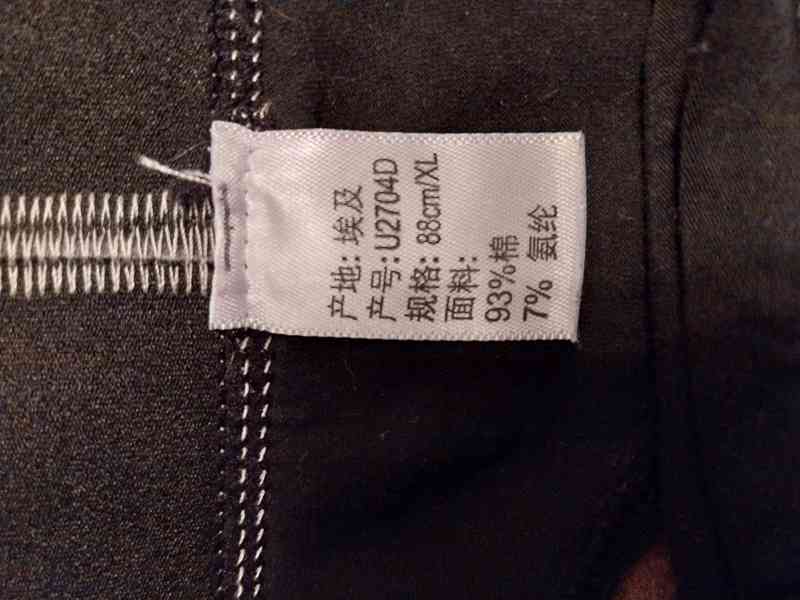 产地: 埃及
产号: U2704D
规格: 88cm/XL
面料:
93%棉
7% 氨纶